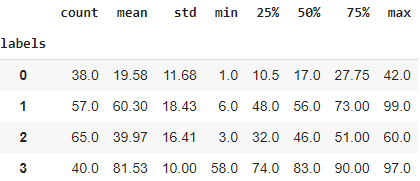 count mean std min 25% 50% 75% max
labels
0 38.0 19.58 11.68 1.0 10.5 17.0 27.75 42.0
1 57.0 60.30 18.43 6.0 48.0 56.0 73.00 99.0
2 65.0 39.97 16.41 3.0 32.0 46.0 51.00 60.0
3 40.0 81.53 10.00 58.0 74.0 83.0 90.00 97.0